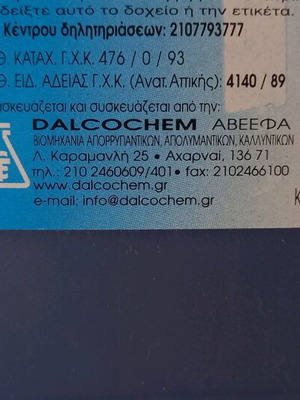 δείξτε αυτό το δοχείο ή την ετικέτα.
Κέντρου δηλητηριάσεων: 2107793777
Θ. ΚΑΤΑΧ. Γ.Χ.Κ. 476 / 0 / 93
Θ. ΕΙΔ. ΑΔΕΙΑΣ Γ.Χ.Κ. (Ανατ. Αττικής): 4140 / 89
ασκευάζεται και συσκευάζεται από την:
DALCOCHEM ΑΒΕΕΦΑ
ΒΙΟΜΗΧΑΝΙΑ ΑΠΟΡΡΥΠΑΝΤΙΚΩΝ, ΑΠΟΛΥΜΑΝΤΙΚΩΝ, ΚΑΛΛΥΝΤΙΚΩΝ
Λ. Καραμανλή 25 • Αχαρναί, 136 71
τηλ.: 210 2460609/401• fax: 2102466100
www.dalcochem.gr
e-mail: info@dalcochem.gr